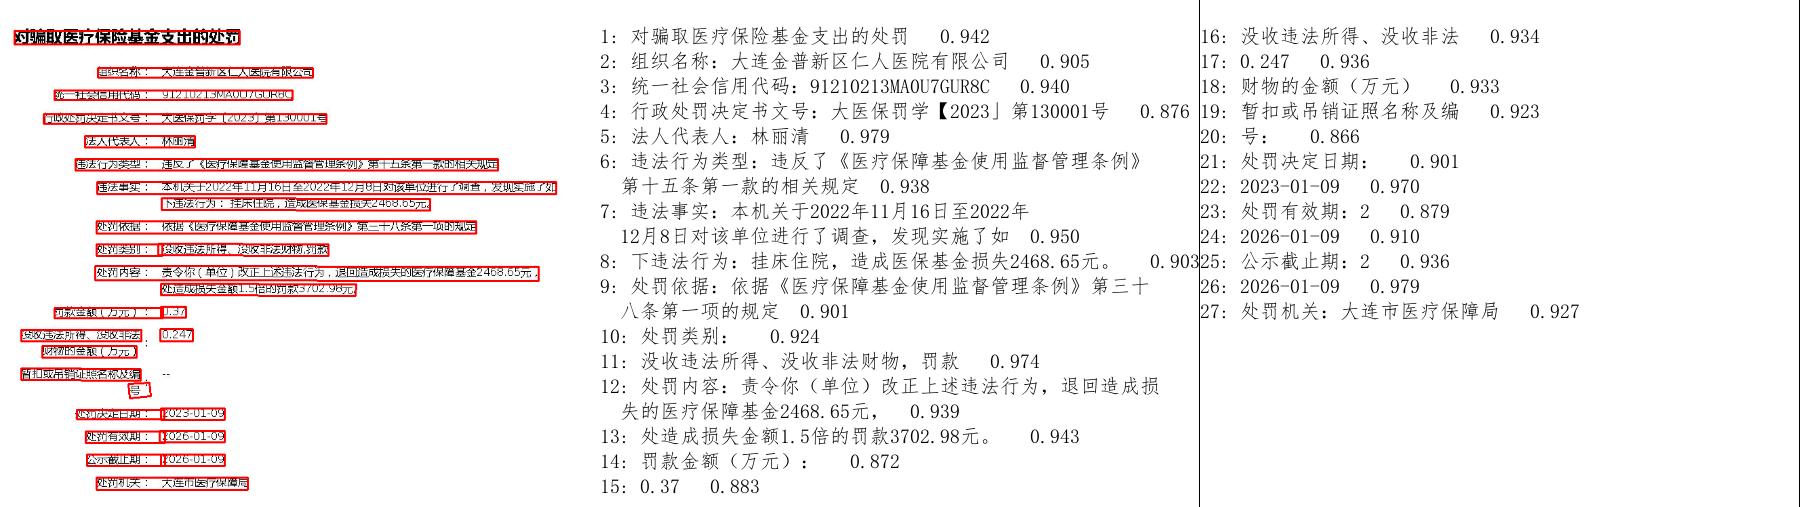 对骗取医疗保险基金支出的处罚
组织名称： 大连金普新区仁人医院有限公司
统一社会信用代码： 91210213MA0U7GUR8C
行政处罚决定书文号： 大医保罚学〔2023〕第130001号
法人代表人： 林丽清
违法行为类型： 违反了《医疗保障基金使用监督管理条例》第十五条第一款的相关规定
违法事实： 本机关于2022年11月16日至2022年12月8日对该单位进行了调查，发现实施了如
下违法行为： 挂床住院，造成医保基金损失2468.65元。
处罚依据： 依据《医疗保障基金使用监督管理条例》第三十八条第一项的规定
处罚类别： 没收违法所得、没收非法财物,罚款
处罚内容： 责令你（单位）改正上述违法行为，退回造成损失的医疗保障基金2468.65元，
处造成损失金额1.5倍的罚款3702.98元。
罚款金额（万元）： 0.37
没收违法所得、没收非法 ： 0.247
财物的金额（万元）
暂扣或吊销证照名称及编 --
号：
处罚决定日期： 2023-01-09
处罚有效期： 2026-01-09
公示截止期： 2026-01-09
处罚机关： 大连市医疗保障局
1: 对骗取医疗保险基金支出的处罚 0.942
2: 组织名称：大连金普新区仁人医院有限公司 0.905
3: 统一社会信用代码：91210213MA0U7GUR8C 0.940
4: 行政处罚决定书文号：大医保罚学【2023」第130001号 0.876
5: 法人代表人：林丽清 0.979
6: 违法行为类型：违反了《医疗保障基金使用监督管理条例》
第十五条第一款的相关规定 0.938
7: 违法事实：本机关于2022年11月16日至2022年
12月8日对该单位进行了调查，发现实施了如 0.950
8: 下违法行为：挂床住院，造成医保基金损失2468.65元。 0.903
9: 处罚依据：依据《医疗保障基金使用监督管理条例》第三十
八条第一项的规定 0.901
10: 处罚类别： 0.924
11: 没收违法所得、没收非法财物，罚款 0.974
12: 处罚内容：责令你（单位）改正上述违法行为，退回造成损
失的医疗保障基金2468.65元， 0.939
13: 处造成损失金额1.5倍的罚款3702.98元。 0.943
14: 罚款金额（万元）： 0.872
15: 0.37 0.883
16: 没收违法所得、没收非法 0.934
17: 0.247 0.936
18: 财物的金额（万元） 0.933
19: 暂扣或吊销证照名称及编 0.923
20: 号： 0.866
21: 处罚决定日期： 0.901
22: 2023-01-09 0.970
23: 处罚有效期：2 0.879
24: 2026-01-09 0.910
25: 公示截止期：2 0.936
26: 2026-01-09 0.979
27: 处罚机关：大连市医疗保障局 0.927